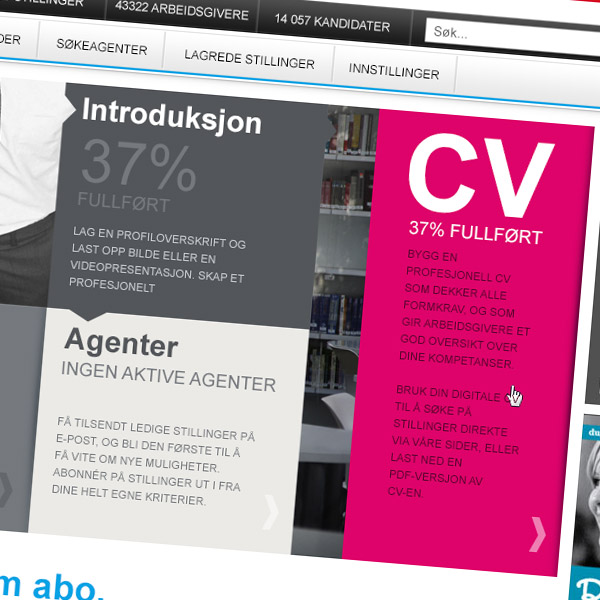 STILLINGER
43322 ARBEIDSGIVERE
14 057 KANDIDATER
Søk...
SØKEAGENTER
LAGREDE STILLINGER
INNSTILLINGER
Introduksjon
37%
FULLFØRT
LAG EN PROFILOVERSKRIFT OG
LAST OPP BILDE ELLER EN
VIDEOPRESENTASJON. SKAP ET
PROFESJONELT
Agenter
INGEN AKTIVE AGENTER
FÅ TILSENDT LEDIGE STILLINGER PÅ
E-POST, OG BLI DEN FØRSTE TIL Å
FÅ VITE OM NYE MULIGHETER.
ABONNÉR PÅ STILLINGER UT I FRA
DINE HELT EGNE KRITERIER.
CV
37% FULLFØRT
BYGG EN
PROFESJONELL CV
SOM DEKKER ALLE
FORMKRAV, OG SOM
GIR ARBEIDSGIVERE ET
GOD OVERSIKT OVER
DINE KOMPETANSER.
BRUK DIN DIGITALE
TIL Å SØKE PÅ
STILLINGER DIREKTE
VIA VÅRE SIDER, ELLER
LAST NED EN
PDF-VERSJON AV
CV-EN.
m abo.